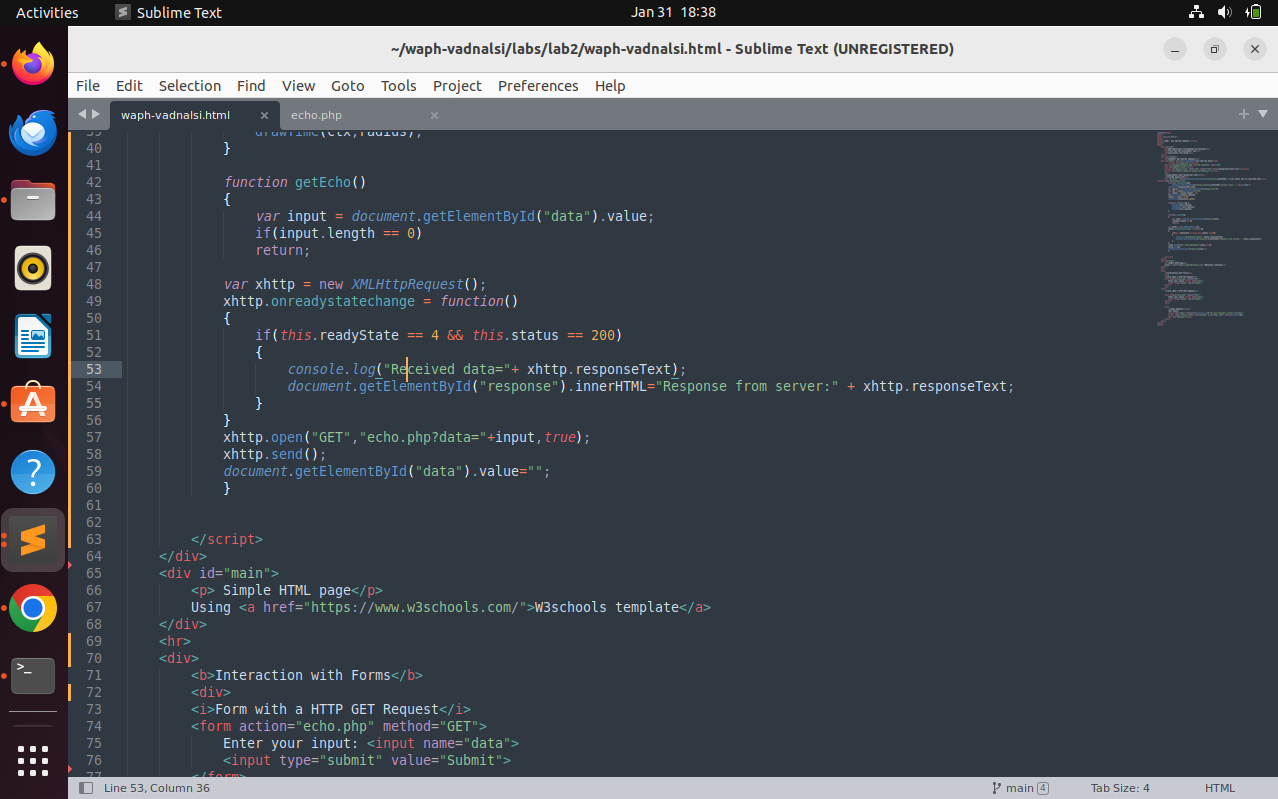 Activities Sublime Text Jan 31 18:38
~/waph-vadnalsi/labs/lab2/waph-vadnalsi.html - Sublime Text (UNREGISTERED)
File Edit Selection Find View Goto Tools Project Preferences Help
waph-vadnalsi.html echo.php
39 drawTime(ctx,radius);
40 }
41
42 function getEcho()
43 {
44 var input = document.getElementById("data").value;
45 if(input.length == 0)
46 return;
47
48 var xhttp = new XMLHttpRequest();
49 xhttp.onreadystatechange = function()
50 {
51 if(this.readyState == 4 && this.status == 200)
52 {
53 console.log("Received data="+ xhttp.responseText);
54 document.getElementById("response").innerHTML="Response from server:" + xhttp.responseText;
55 }
56 }
57 xhttp.open("GET","echo.php?data="+input,true);
58 xhttp.send();
59 document.getElementById("data").value="";
60 }
61
62
63 </script>
64 </div>
65 <div id="main">
66 <p> Simple HTML page</p>
67 Using <a href="https://www.w3schools.com/">W3schools template</a>
68 </div>
69 <hr>
70 <div>
71 <b>Interaction with Forms</b>
72 <div>
73 <i>Form with a HTTP GET Request</i>
74 <form action="echo.php" method="GET">
75 Enter your input: <input name="data">
76 <input type="submit" value="Submit">
77 </form>
Line 53, Column 36 main 4 Tab Size: 4 HTML